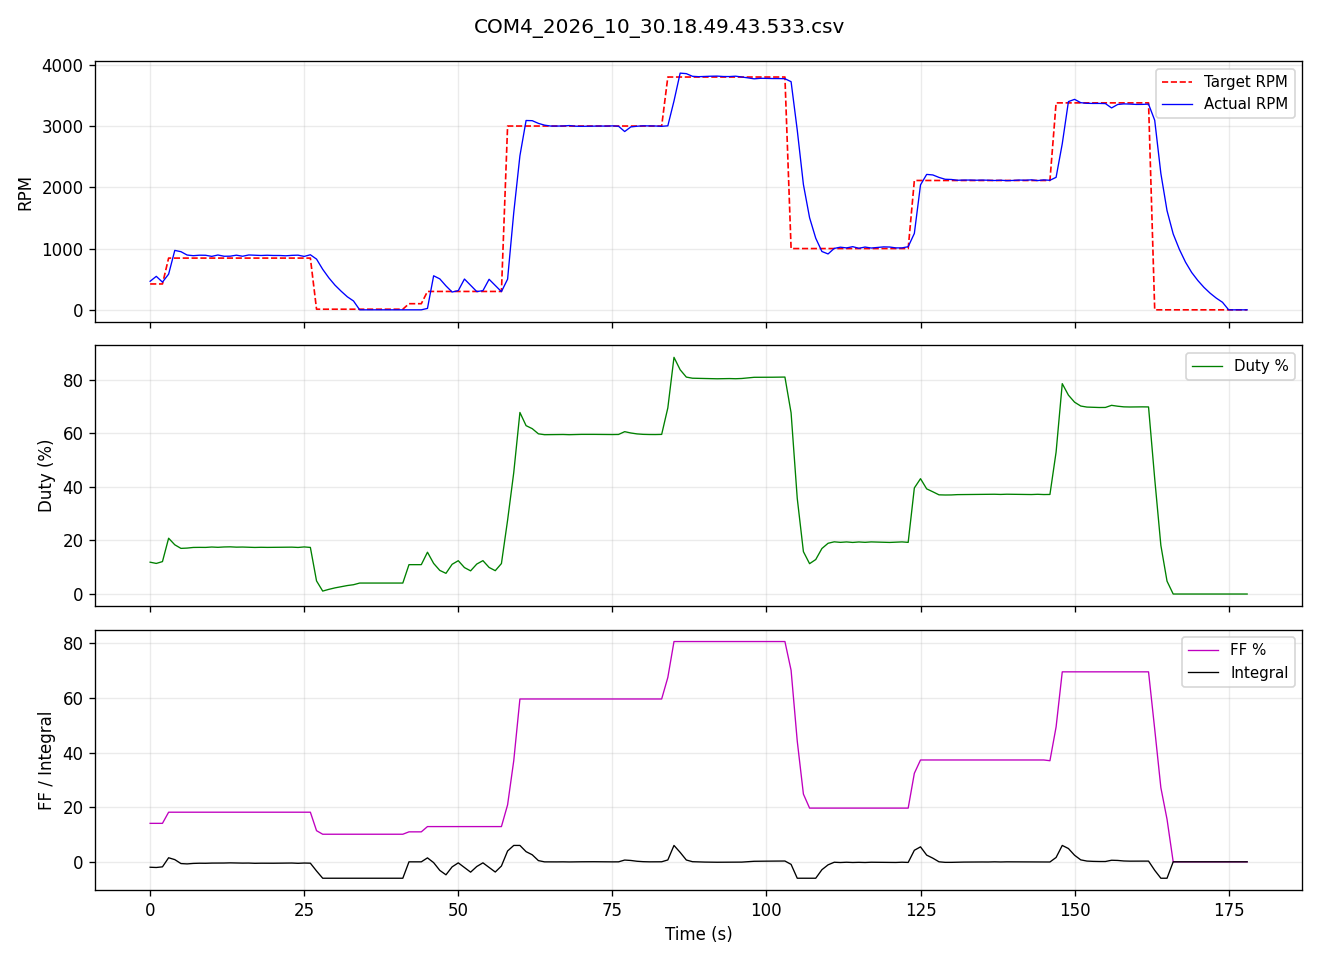 COM4_2026_10_30.18.49.43.533.csv
4000
3000
2000
1000
0
RPM
Target RPM
Actual RPM
80
60
40
20
0
Duty (%)
Duty %
80
60
40
20
0
FF / Integral
FF %
Integral
0 25 50 75 100 125 150 175
Time (s)